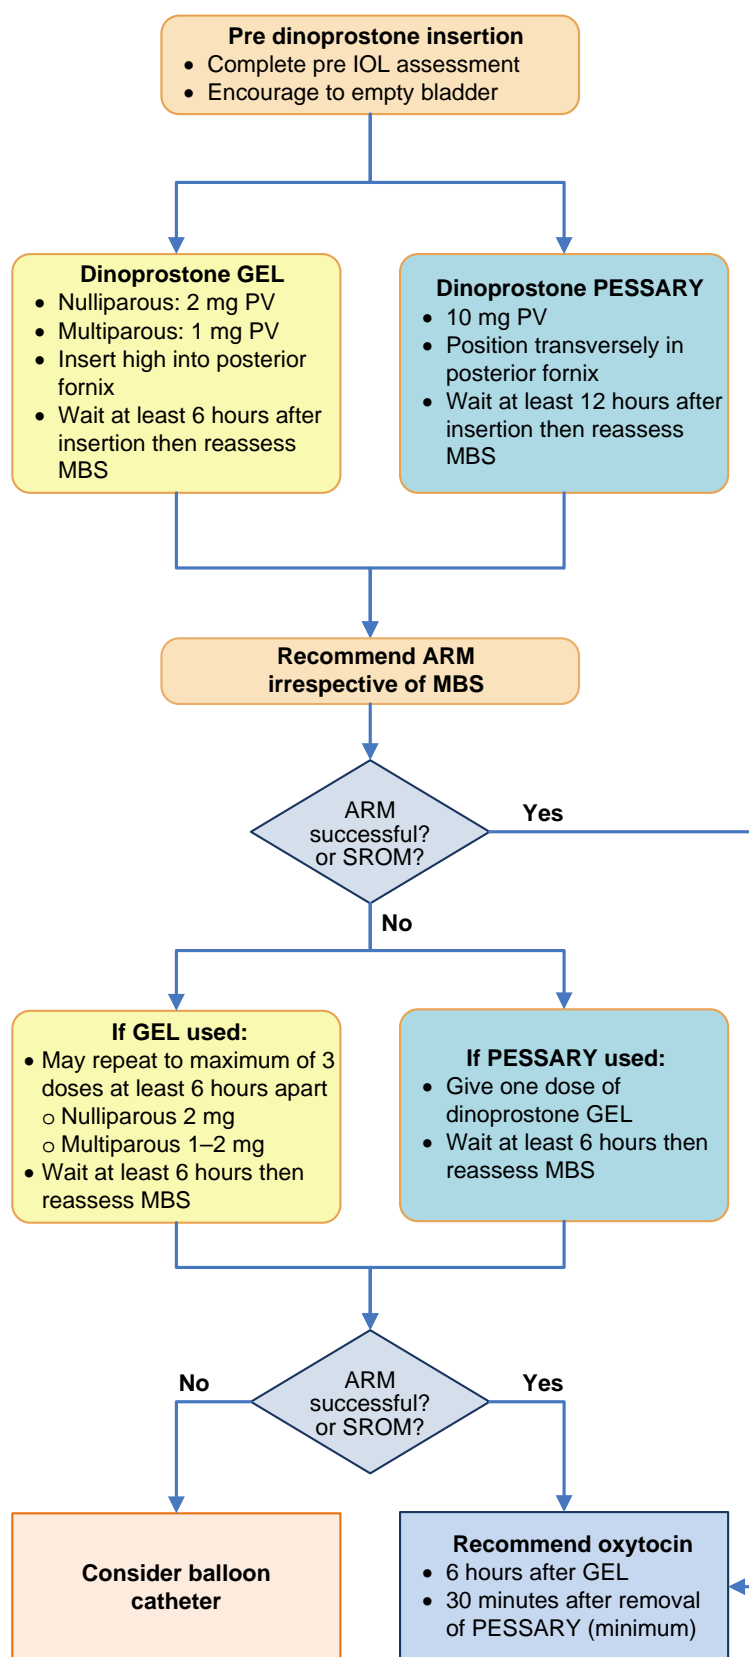 Pre dinoprostone insertion
• Complete pre IOL assessment
• Encourage to empty bladder
Dinoprostone GEL
• Nulliparous: 2 mg PV
• Multiparous: 1 mg PV
• Insert high into posterior
fornix
• Wait at least 6 hours after
insertion then reassess
MBS
Dinoprostone PESSARY
• 10 mg PV
• Position transversely in
posterior fornix
• Wait at least 12 hours after
insertion then reassess
MBS
Recommend ARM
irrespective of MBS
ARM
successful?
or SROM?
Yes
No
If GEL used:
• May repeat to maximum of 3
doses at least 6 hours apart
o Nulliparous 2 mg
o Multiparous 1–2 mg
• Wait at least 6 hours then
reassess MBS
If PESSARY used:
• Give one dose of
dinoprostone GEL
• Wait at least 6 hours then
reassess MBS
No
ARM
successful?
or SROM?
Yes
Consider balloon
catheter
Recommend oxytocin
• 6 hours after GEL
• 30 minutes after removal
of PESSARY (minimum)